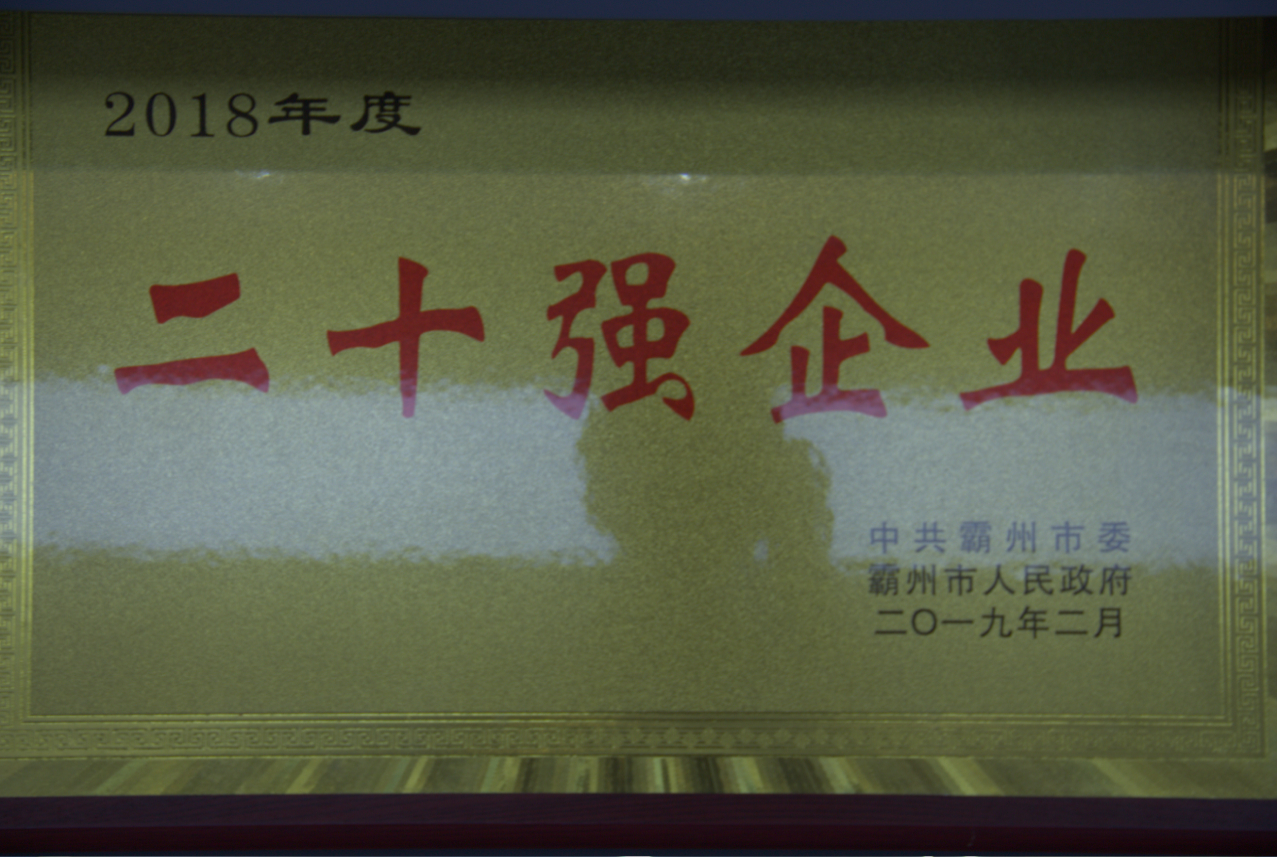 2018年度
二十强企业
中共霸州市委
霸州市人民政府
二〇一九年二月